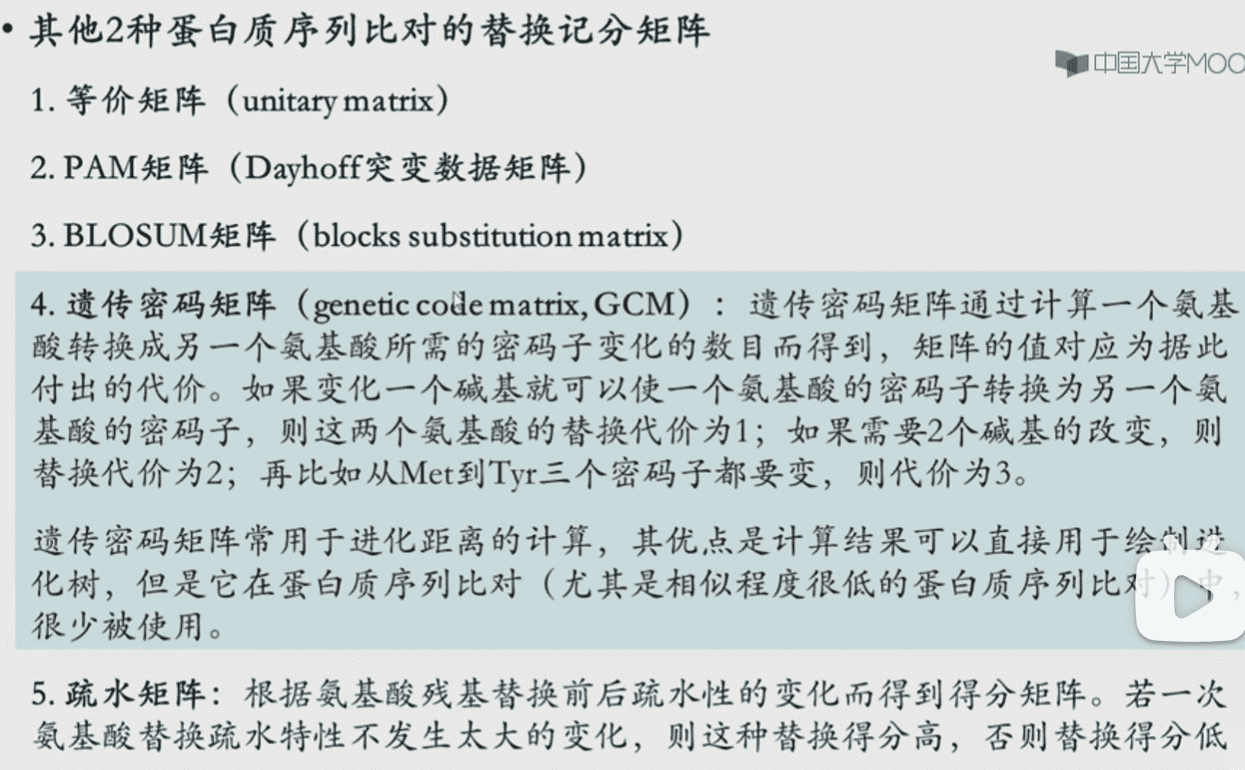 • 其他2种蛋白质序列比对的替换记分矩阵
中国大学MOO
1. 等价矩阵（unitary matrix）
2. PAM矩阵（Dayhoff突变数据矩阵）
3. BLOSUM矩阵（blocks substitution matrix）
4. 遗传密码矩阵（genetic code matrix, GCM）：遗传密码矩阵通过计算一个氨基
酸转换成另一个氨基酸所需的密码子变化的数目而得到，矩阵的值对应为据此
付出的代价。如果变化一个碱基就可以使一个氨基酸的密码子转换为另一个氨
基酸的密码子，则这两个氨基酸的替换代价为1；如果需要2个碱基的改变，则
替换代价为2；再比如从Met到Tyr三个密码子都要变，则代价为3。
遗传密码矩阵常用于进化距离的计算，其优点是计算结果可以直接用于绘制进
化树，但是它在蛋白质序列比对（尤其是相似程度很低的蛋白质序列比对）中，
很少被使用。
5. 疏水矩阵：根据氨基酸残基替换前后疏水性的变化而得到得分矩阵。若一次
氨基酸替换疏水特性不发生太大的变化，则这种替换得分高，否则替换得分低